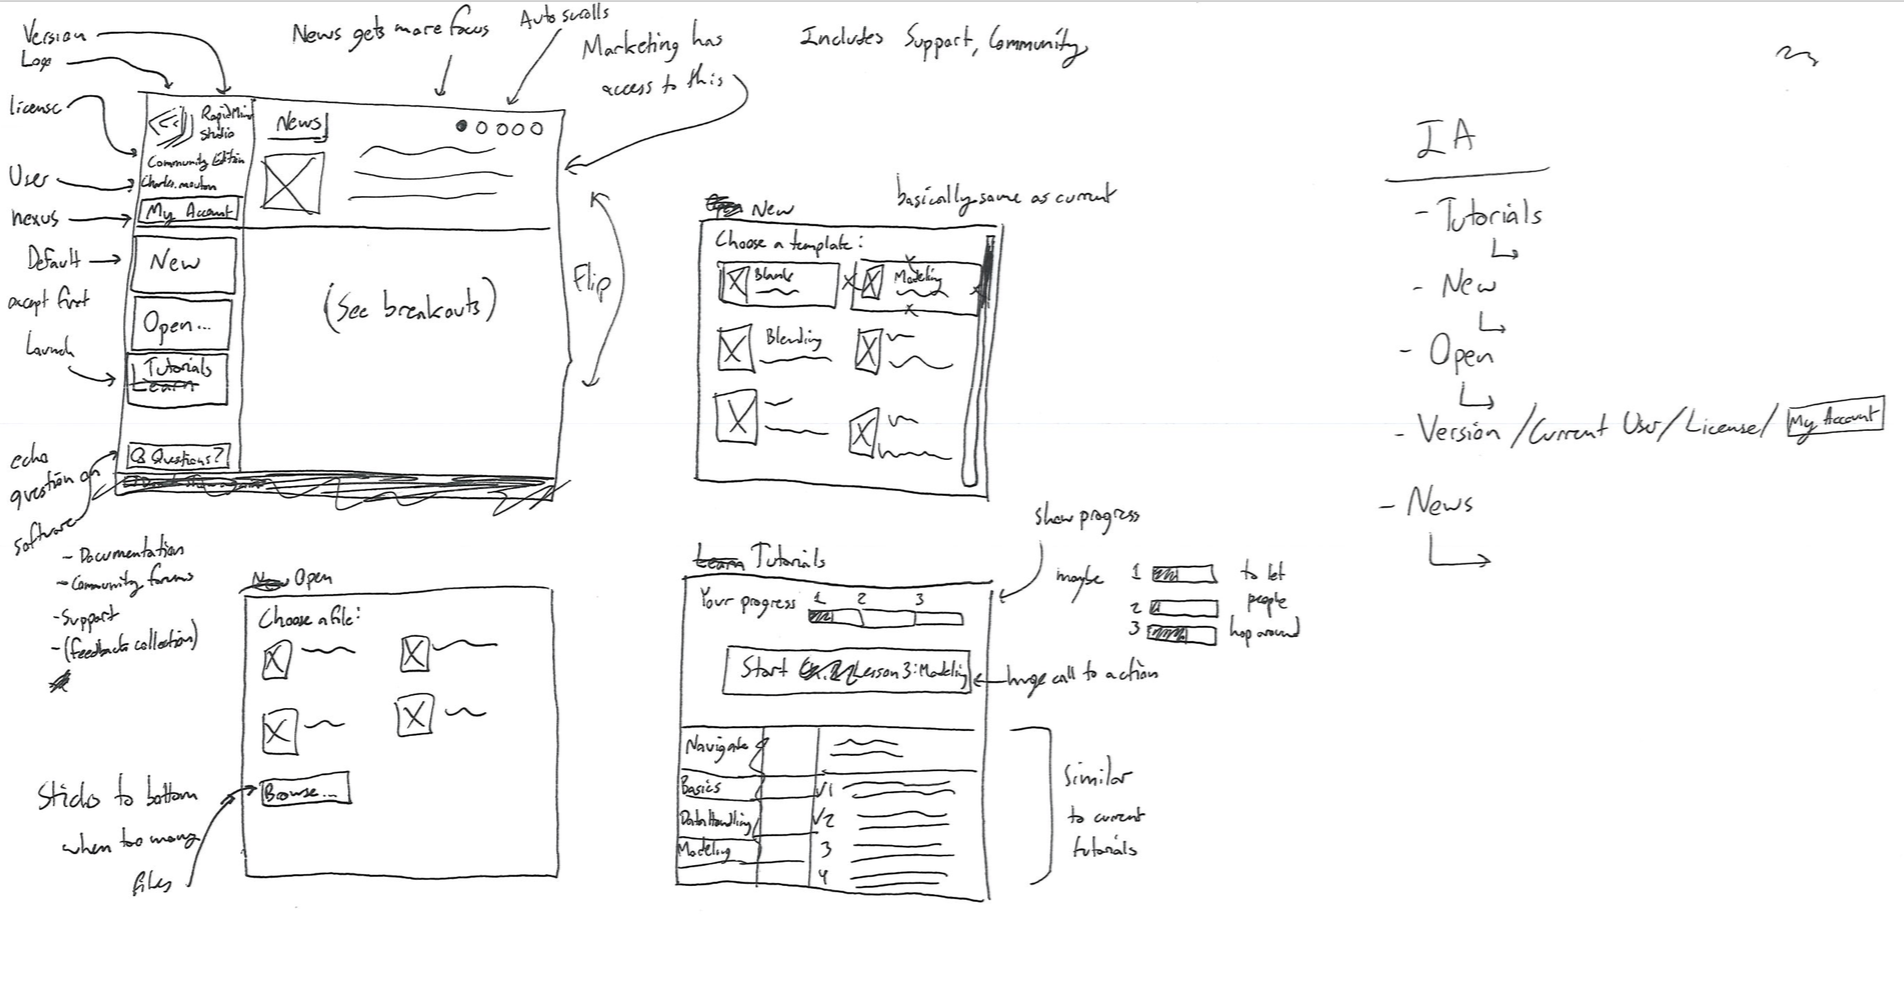 Version
Logo
license
User
nexus
Default
except first
launch
echo
question on
software
- Documentation
- Community forums
- Support
- (feedback collection)
News gets more focus
Auto scrolls
Marketing has
access to this
Includes Support, Community
RapidMin
Studio
Community Edition
Charles.mouton
My Account
New
Open...
Tutorials
Learn
Questions?
News
(See breakouts)
Flip
New
basically same as current
Choose a template:
Blank
Modeling
Blending
Open
Choose a file:
Browse...
Sticks to bottom
when too many
files
Learn Tutorials
Your progress 1 2 3
Start Lesson 3: Modeling
Navigate
Basics
Data Handling
Modeling
√1
√2
3
4
show progress
maybe 1 to let
2 people
3 hop around
huge call to action
Similar
to current
tutorials
IA
- Tutorials
- New
- Open
- Version / Current User / License / My Account
- News